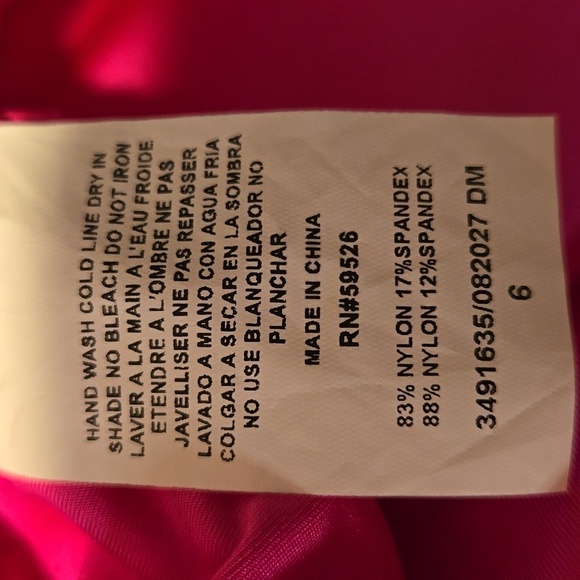 HAND WASH COLD LINE DRY IN
SHADE NO BLEACH DO NOT IRON
LAVER A LA MAIN A L'EAU FROIDE
ETENDRE A L'OMBRE NE PAS
JAVELLISER NE PAS REPASSER
LAVADO A MANO CON AGUA FRIA
COLGAR A SECAR EN LA SOMBRA
NO USE BLANQUEADOR NO
PLANCHAR
MADE IN CHINA
RN#59526
83% NYLON 17%SPANDEX
88% NYLON 12%SPANDEX
3491635/082027 DM
6